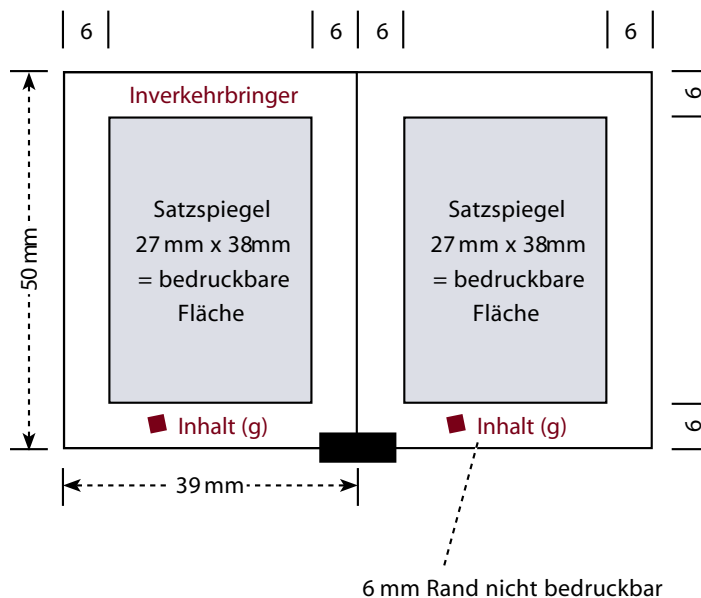 6 6 6 6
Inverkehrbringer
6
Satzspiegel
27 mm x 38mm
= bedruckbare
Fläche
Satzspiegel
27 mm x 38mm
= bedruckbare
Fläche
50 mm
Inhalt (g)
Inhalt (g)
6
39 mm
6 mm Rand nicht bedruckbar